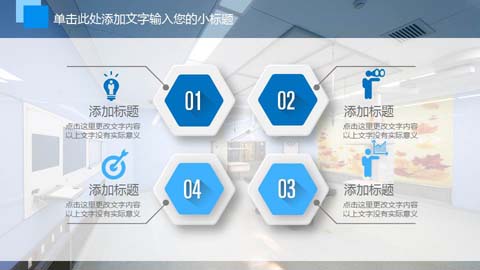 单击此处添加文字输入您的小标题
01
02
添加标题
点击这里更改文字内容
以上文字没有实际意义
添加标题
点击这里更改文字内容
以上文字没有实际意义
04
03
添加标题
点击这里更改文字内容
以上文字没有实际意义
添加标题
点击这里更改文字内容
以上文字没有实际意义